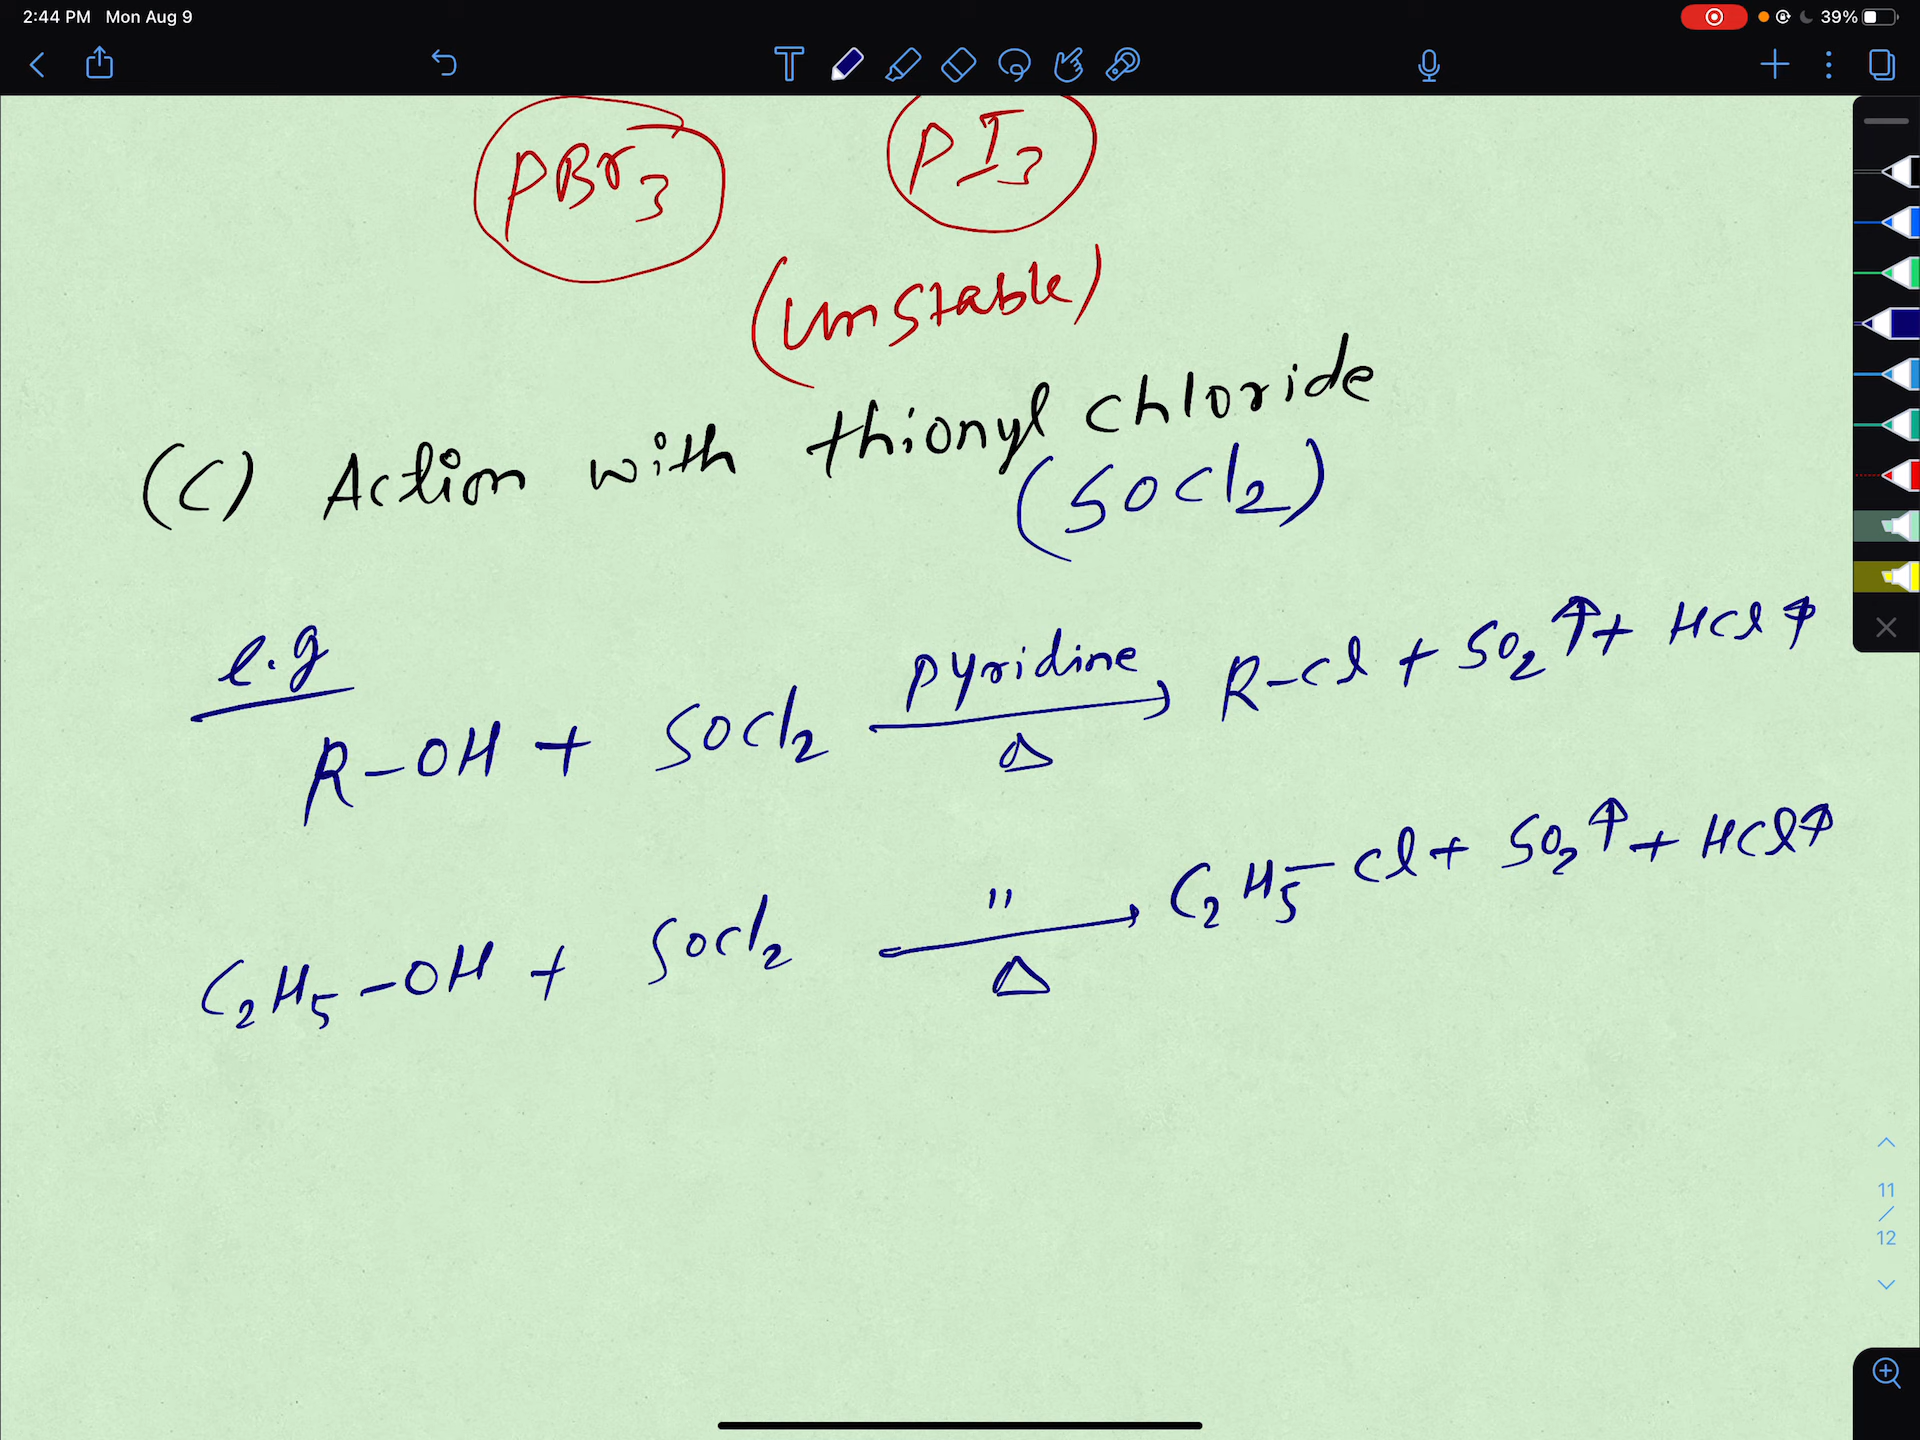 2:44 PM Mon Aug 9
39%
PBr3 PI3
(Unstable)
(C) Action with thionyl chloride
(SOCl2)
e.g
R-OH + SOCl2 pyridine → Δ R-Cl + SO2↑ + HCl↑
C2H5-OH + SOCl2 " → Δ C2H5-Cl + SO2↑ + HCl↑
11
/
12